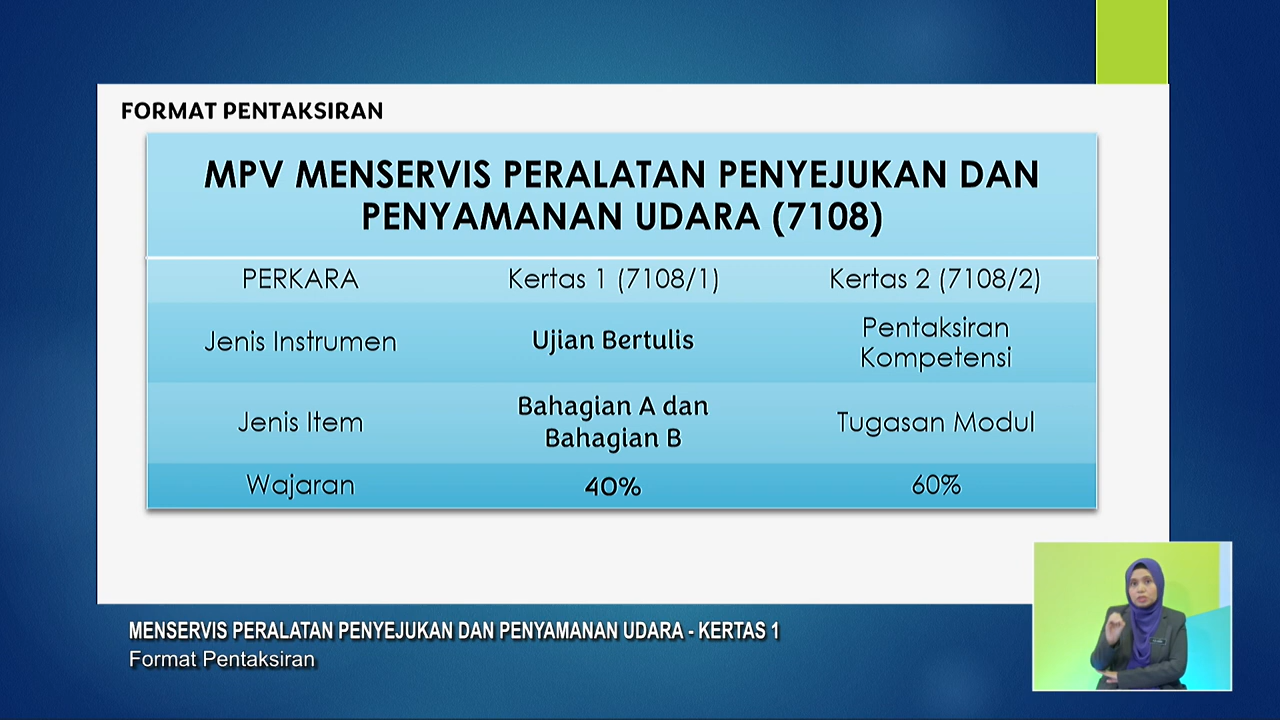 FORMAT PENTAKSIRAN
MPV MENSERVIS PERALATAN PENYEJUKAN DAN
PENYAMANAN UDARA (7108)
PERKARA Kertas 1 (7108/1) Kertas 2 (7108/2)
Jenis Instrumen Ujian Bertulis Pentaksiran
Kompetensi
Jenis Item Bahagian A dan
Bahagian B Tugasan Modul
Wajaran 40% 60%
MENSERVIS PERALATAN PENYEJUKAN DAN PENYAMANAN UDARA - KERTAS 1
Format Pentaksiran